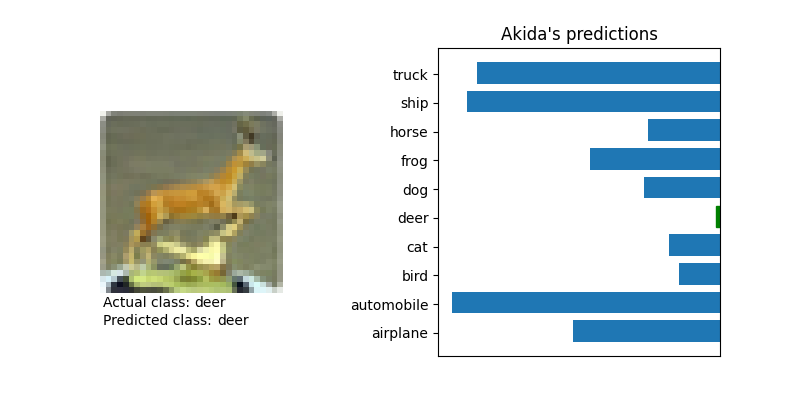 Akida's predictions
truck
ship
horse
frog
dog
deer
cat
bird
automobile
airplane
Actual class: deer
Predicted class: deer